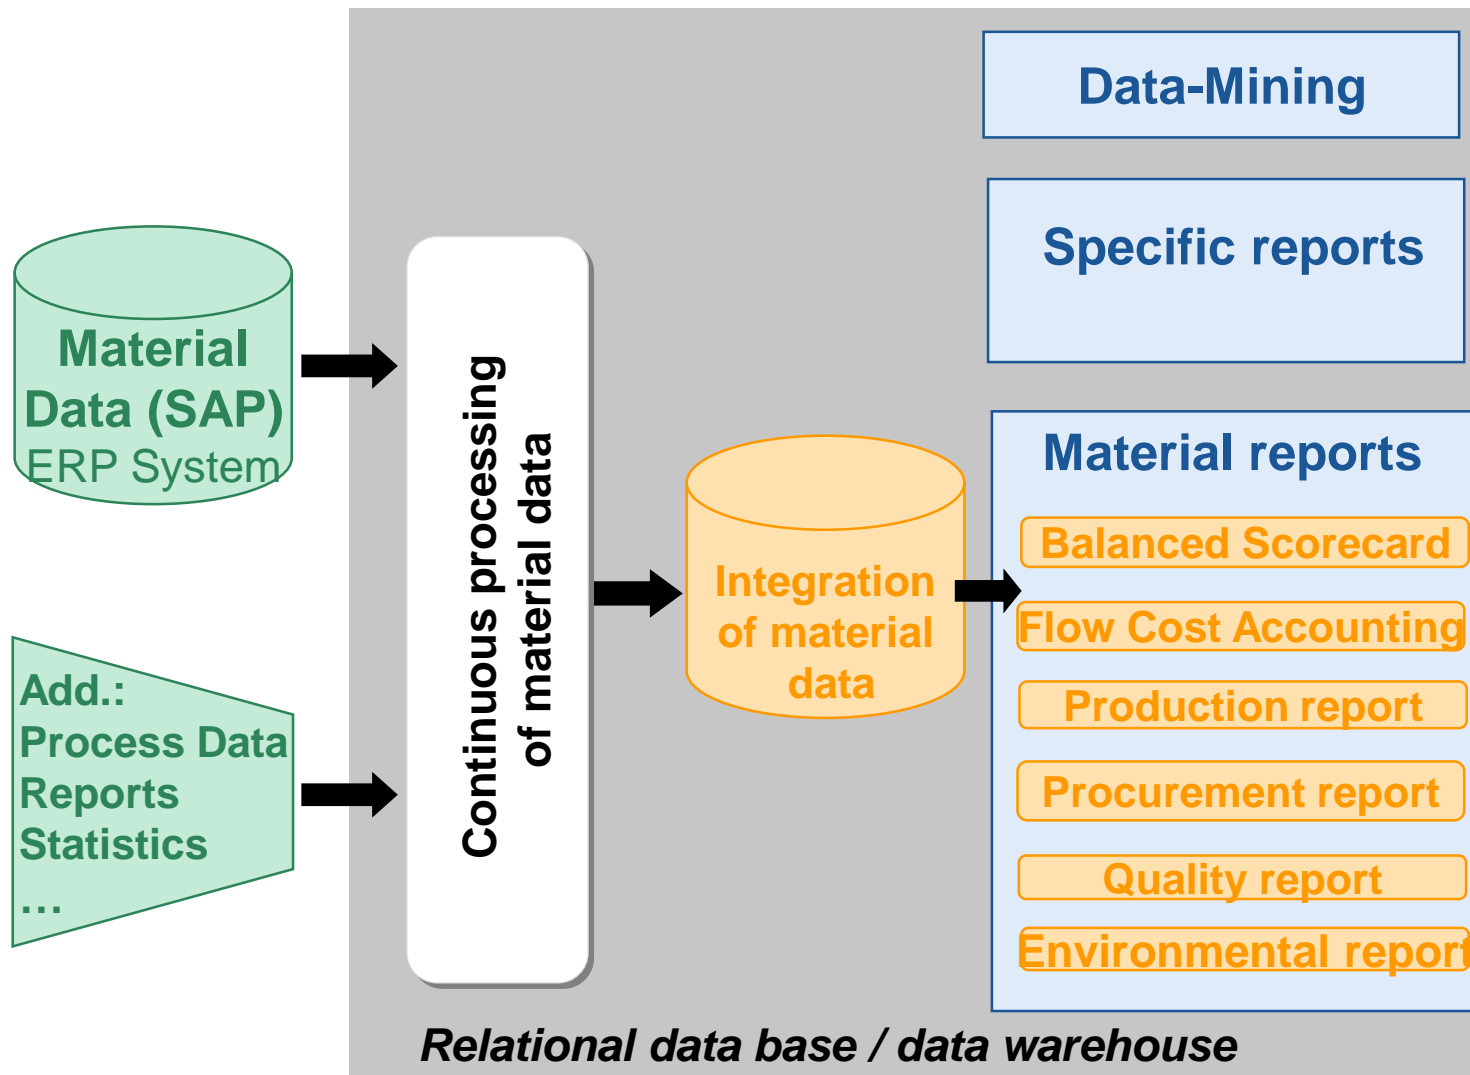 Data-Mining
Specific reports
Material
Data (SAP)
ERP System
Add.:
Process Data
Reports
Statistics
…
Continuous processing
of material data
Integration
of material
data
Material reports
Balanced Scorecard
Flow Cost Accounting
Production report
Procurement report
Quality report
Environmental report
Relational data base / data warehouse